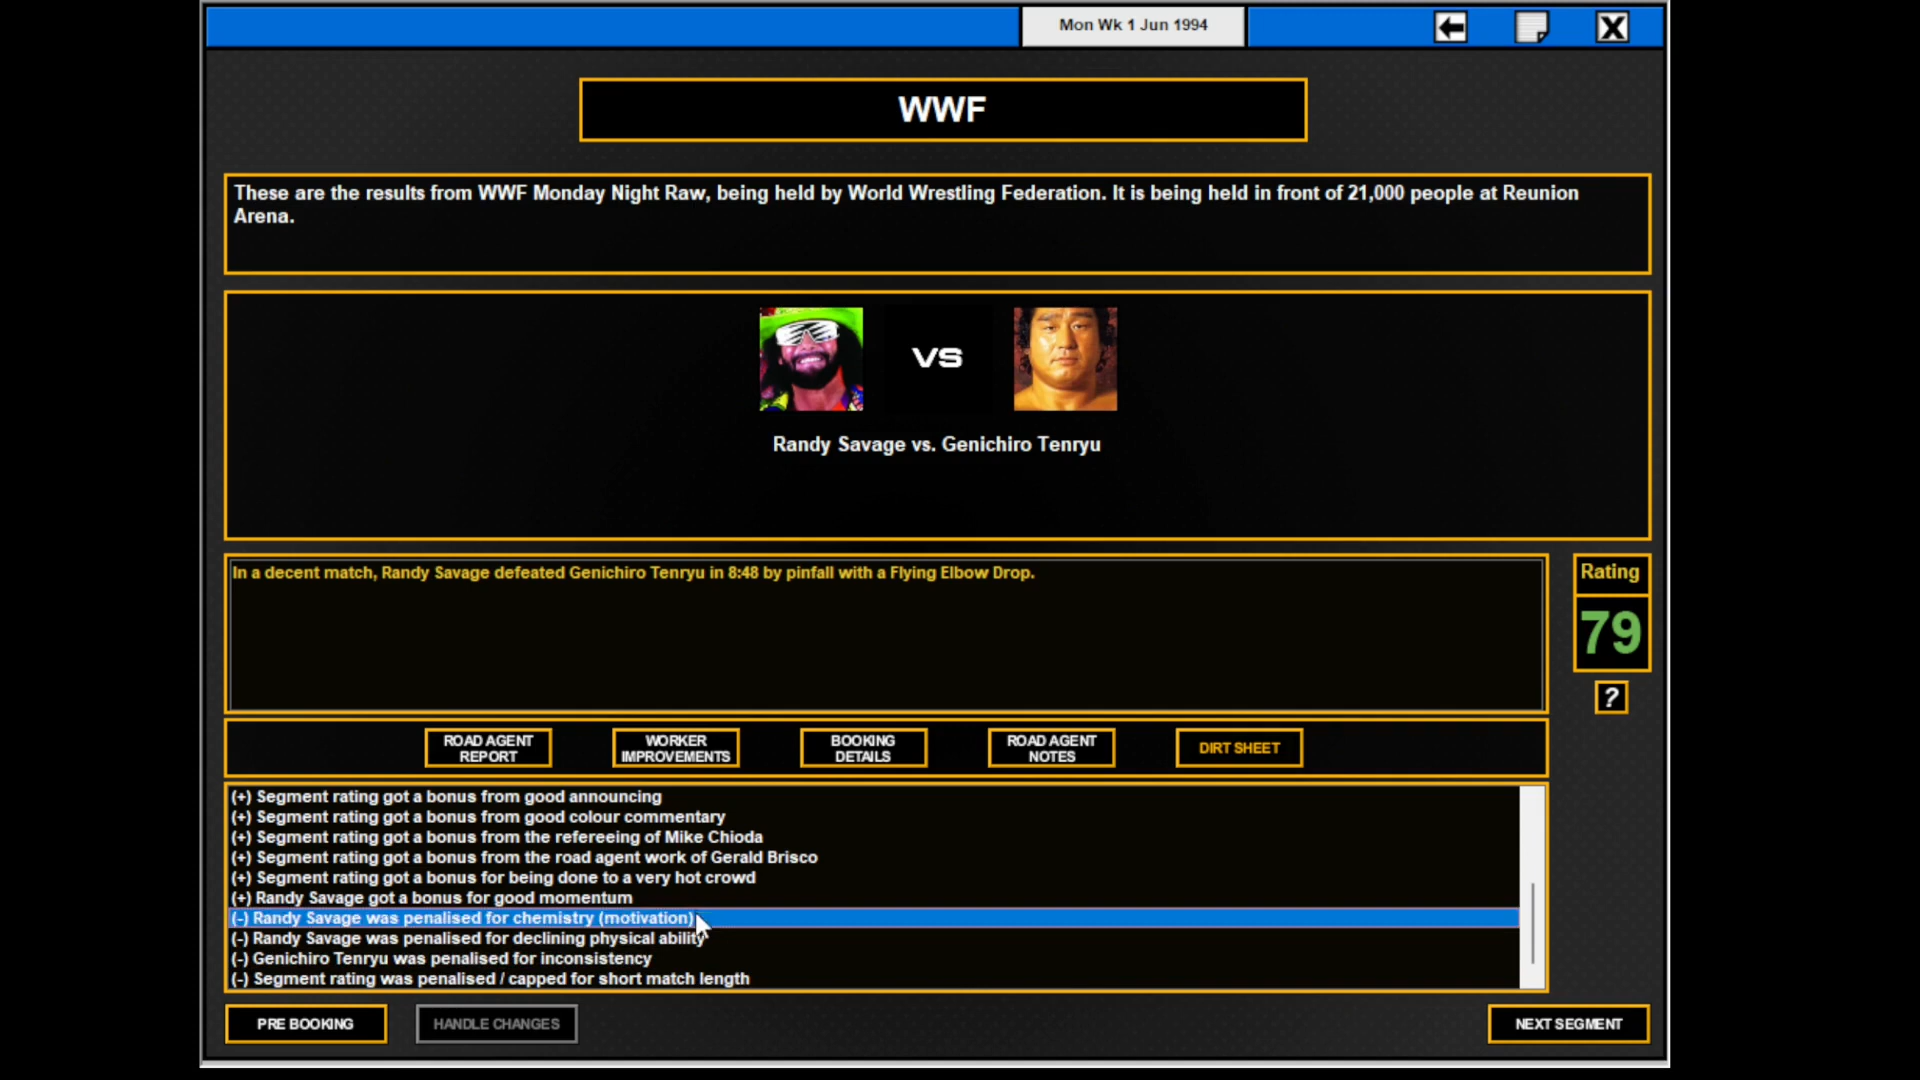 Mon Wk 1 Jun 1994
WWF
These are the results from WWF Monday Night Raw, being held by World Wrestling Federation. It is being held in front of 21,000 people at Reunion
Arena.
VS
Randy Savage vs. Genichiro Tenryu
In a decent match, Randy Savage defeated Genichiro Tenryu in 8:48 by pinfall with a Flying Elbow Drop.
Rating
79
?
ROAD AGENT
REPORT
WORKER
IMPROVEMENTS
BOOKING
DETAILS
ROAD AGENT
NOTES
DIRT SHEET
(+) Segment rating got a bonus from good announcing
(+) Segment rating got a bonus from good colour commentary
(+) Segment rating got a bonus from the refereeing of Mike Chioda
(+) Segment rating got a bonus from the road agent work of Gerald Brisco
(+) Segment rating got a bonus for being done to a very hot crowd
(+) Randy Savage got a bonus for good momentum
(-) Randy Savage was penalised for chemistry (motivation)
(-) Randy Savage was penalised for declining physical ability
(-) Genichiro Tenryu was penalised for inconsistency
(-) Segment rating was penalised / capped for short match length
PRE BOOKING
HANDLE CHANGES
NEXT SEGMENT